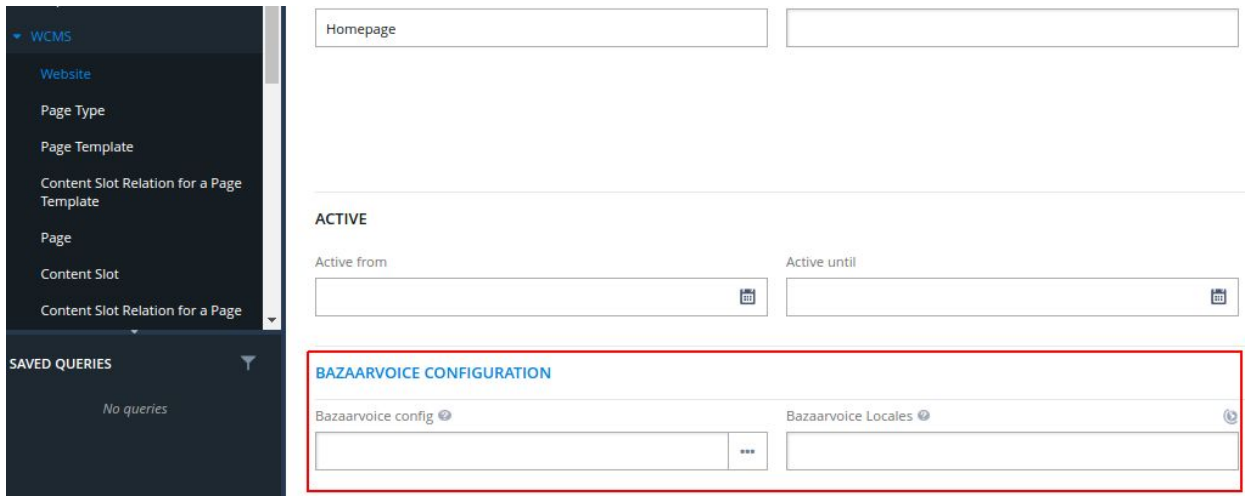 WCMS
Website
Page Type
Page Template
Content Slot Relation for a Page
Template
Page
Content Slot
Content Slot Relation for a Page
SAVED QUERIES
No queries
Homepage
ACTIVE
Active from
Active until
BAZAARVOICE CONFIGURATION
Bazaarvoice config
Bazaarvoice Locales